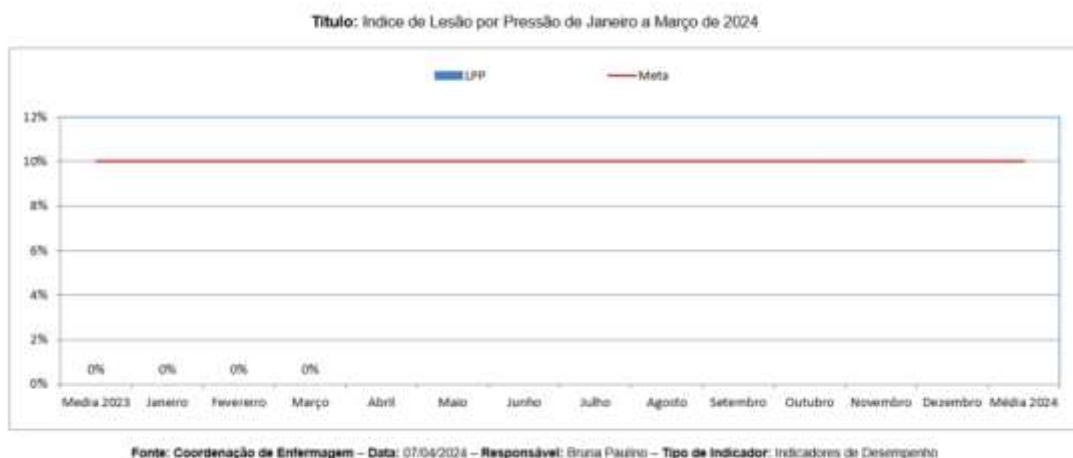 Título: Indice de Lesão por Pressão de Janeiro a Março de 2024
LPP Meta
12%
10%
8%
6%
4%
2%
0% 0% 0% 0%
0%
Media 2023 Janeiro Fevererro Março Abril Maio Junho Julho Agosto Setembro Outubro Novembro Dezembro Média 2024
Fonte: Coordenação de Enfermagem – Data: 07/04/2024 – Responsável: Bruna Paulino – Tipo de Indicador: Indicadores de Desempenho